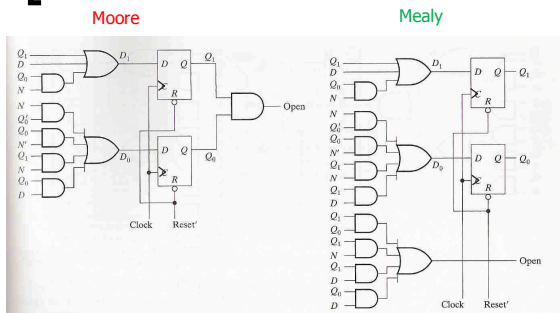 Moore
Q₁ D₁ D Q Q₁
D
Q₀ R
N
Open
N
Q₀′
Q₀ D₀ D Q Q₀
N′
Q₁ R
N
Q₀
D
Clock Reset′
Mealy
Q₁ D₁ D Q Q₁
D
Q₀ R
N
N
Q₀′
Q₀ D₀ D Q Q₀
N′
Q₁ R
N
Q₁
D
Q₁
Q₀
Q₁
N
Open
Q₁
D
Q₀
D
Clock Reset′